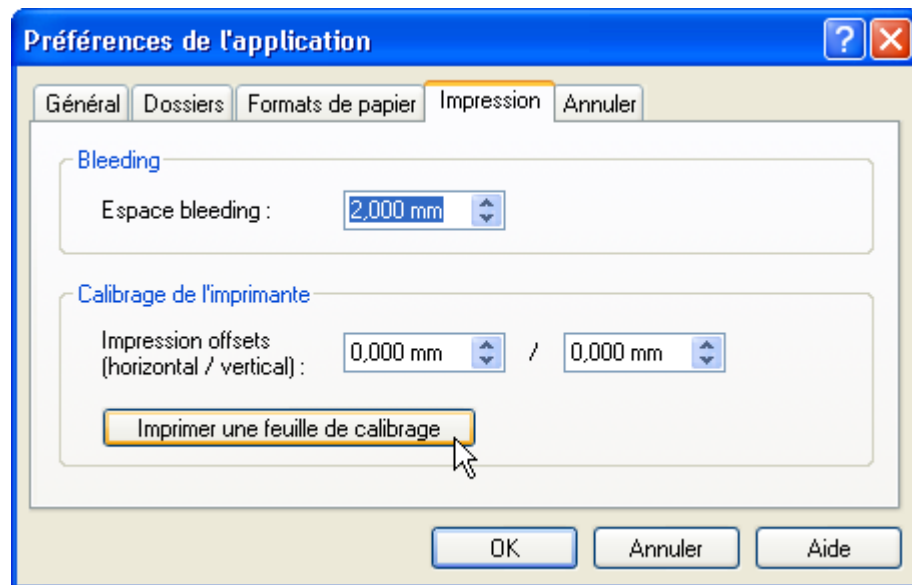 Préférences de l'application
Général Dossiers Formats de papier Impression Annuler
Bleeding
Espace bleeding : 2,000 mm
Calibrage de l'imprimante
Impression offsets
(horizontal / vertical) : 0,000 mm / 0,000 mm
Imprimer une feuille de calibrage
OK Annuler Aide